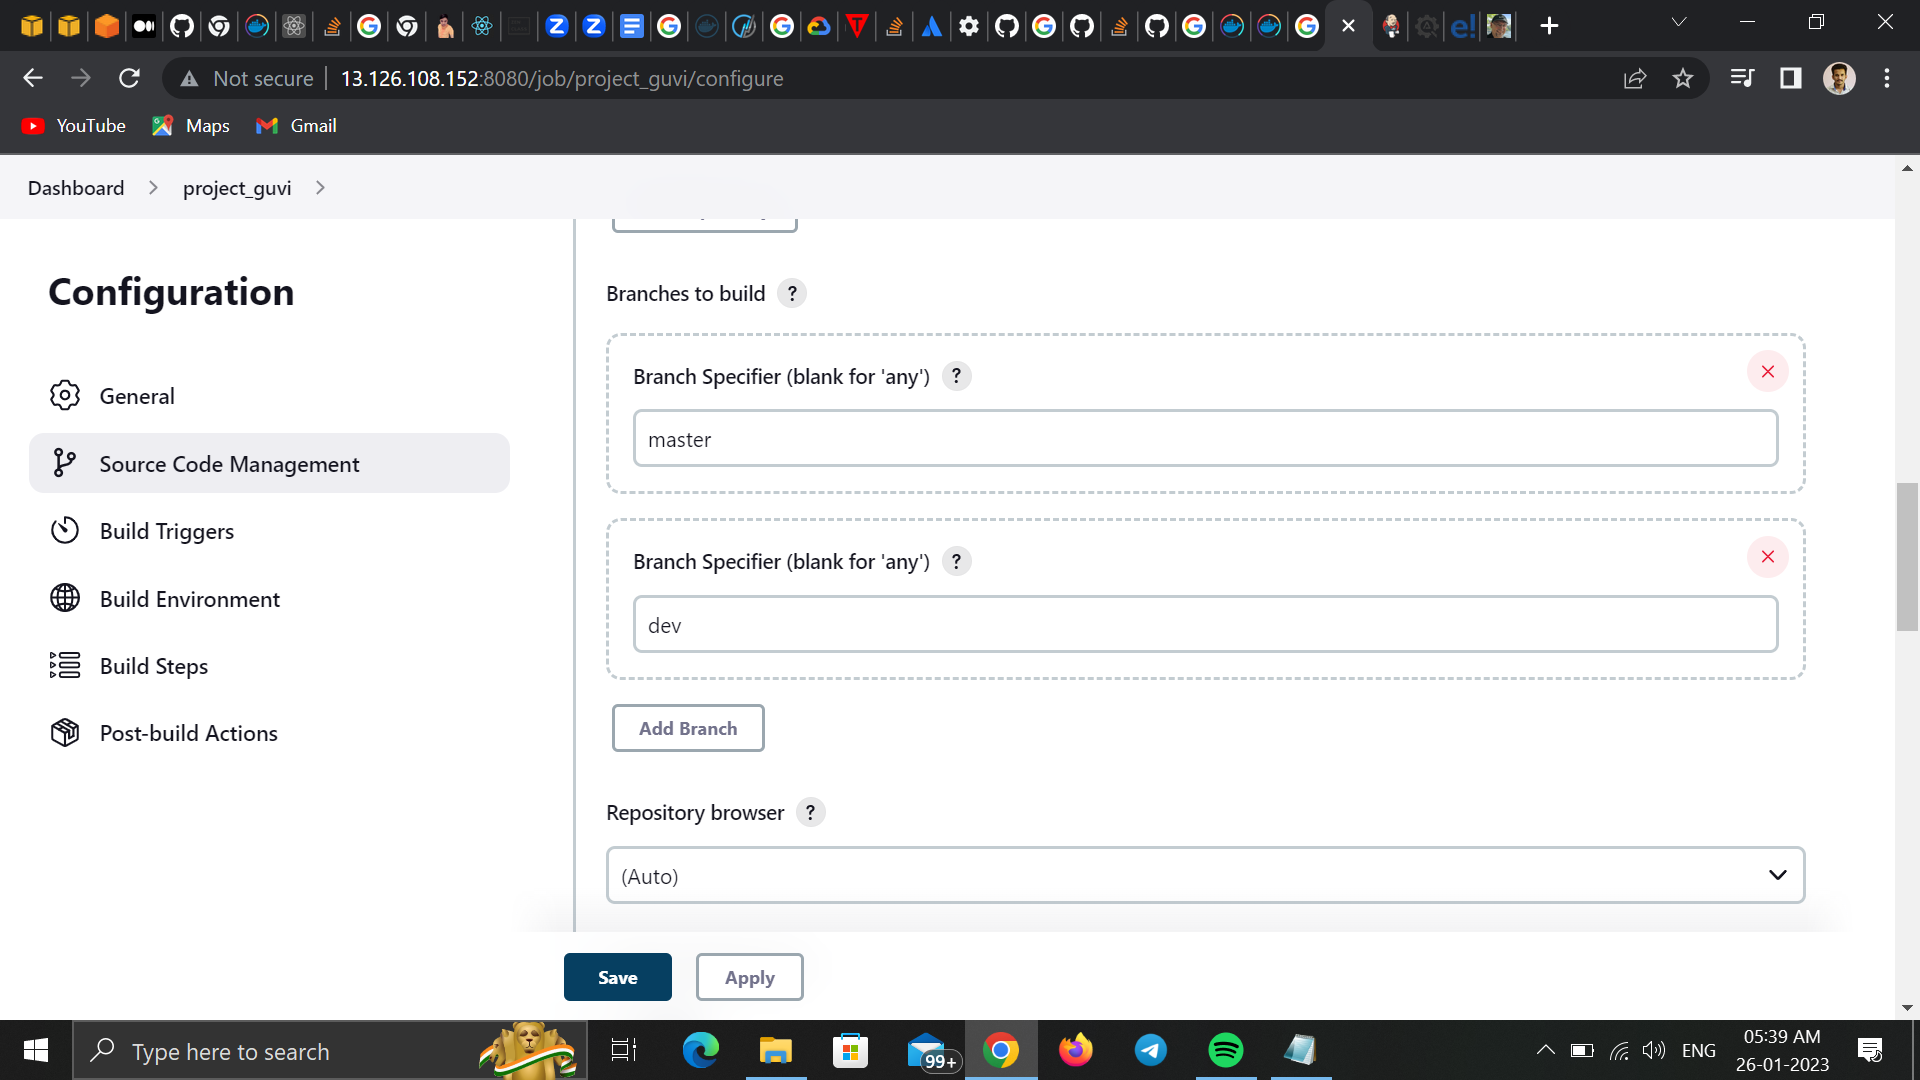 Not secure
13.126.108.152:8080/job/project_guvi/configure
YouTube
Maps
Gmail
Dashboard
project_guvi
Configuration
General
Source Code Management
Build Triggers
Build Environment
Build Steps
Post-build Actions
Branches to build ?
Branch Specifier (blank for 'any') ?
master
Branch Specifier (blank for 'any') ?
dev
Add Branch
Repository browser ?
(Auto)
Save
Apply
Type here to search
99+
ENG
05:39 AM
26-01-2023